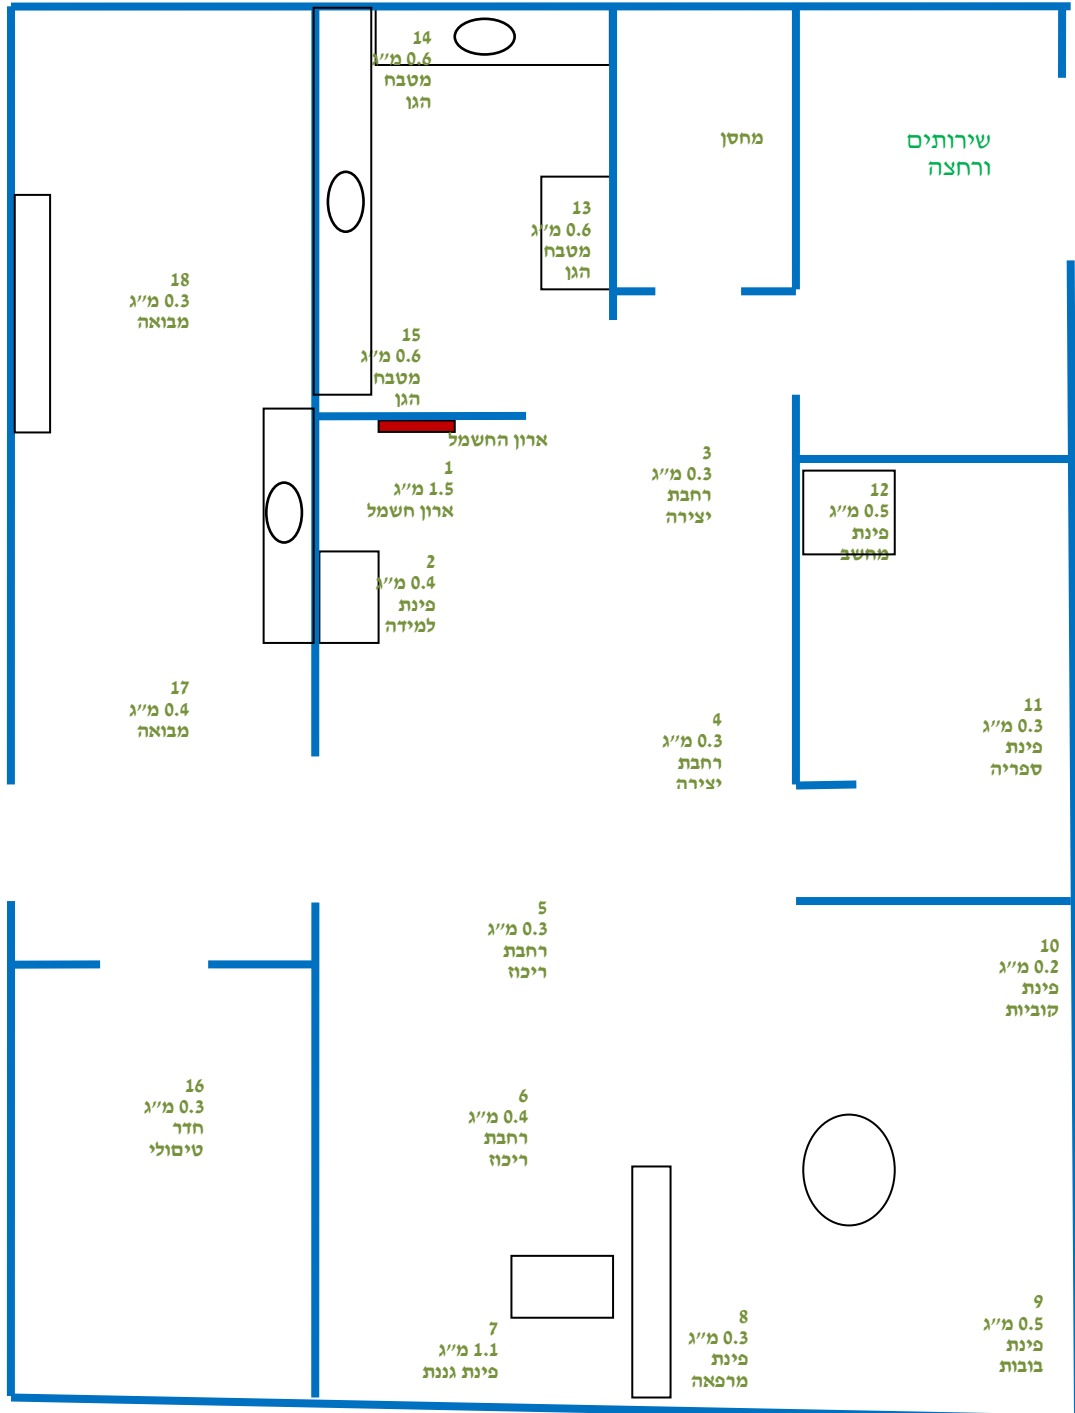 14
0.6 מ״ג
מטבח
הגן
מחסן
שירותים
ורחצה
13
0.6 מ״ג
מטבח
הגן
18
0.3 מ״ג
מבואה
15
0.6 מ״ג
מטבח
הגן
ארון החשמל
1
1.5 מ״ג
ארון חשמל
3
0.3 מ״ג
רחבת
יצירה
12
0.5 מ״ג
פינת
מחשב
2
0.4 מ״ג
פינת
למידה
17
0.4 מ״ג
מבואה
4
0.3 מ״ג
רחבת
יצירה
11
0.3 מ״ג
פינת
ספריה
5
0.3 מ״ג
רחבת
ריכוז
10
0.2 מ״ג
פינת
קוביות
16
0.3 מ״ג
חדר
טיםולי
6
0.4 מ״ג
רחבת
ריכוז
7
1.1 מ״ג
פינת גננת
8
0.3 מ״ג
פינת
מרפאה
9
0.5 מ״ג
פינת
בובות